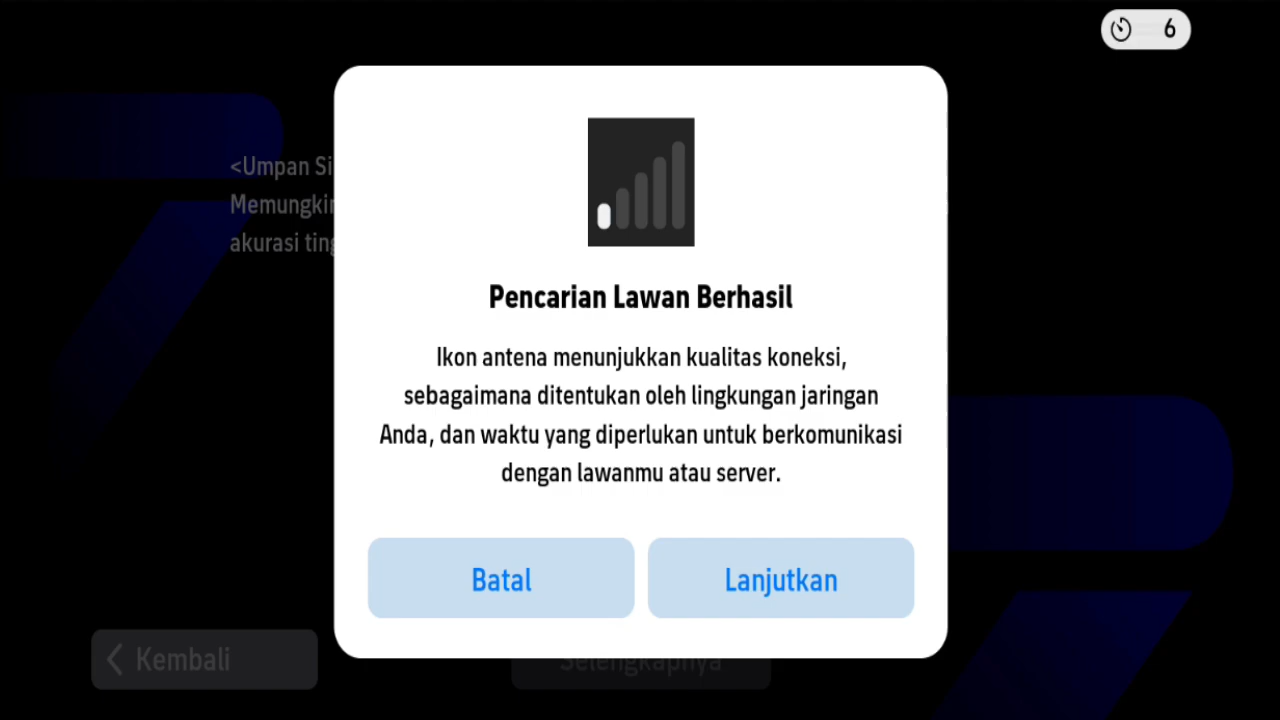 6
<Umpan Si
Memungkin
akurasi ting
Pencarian Lawan Berhasil
Ikon antena menunjukkan kualitas koneksi,
sebagaimana ditentukan oleh lingkungan jaringan
Anda, dan waktu yang diperlukan untuk berkomunikasi
dengan lawanmu atau server.
Batal
Lanjutkan
Kembali
Selengkapnya